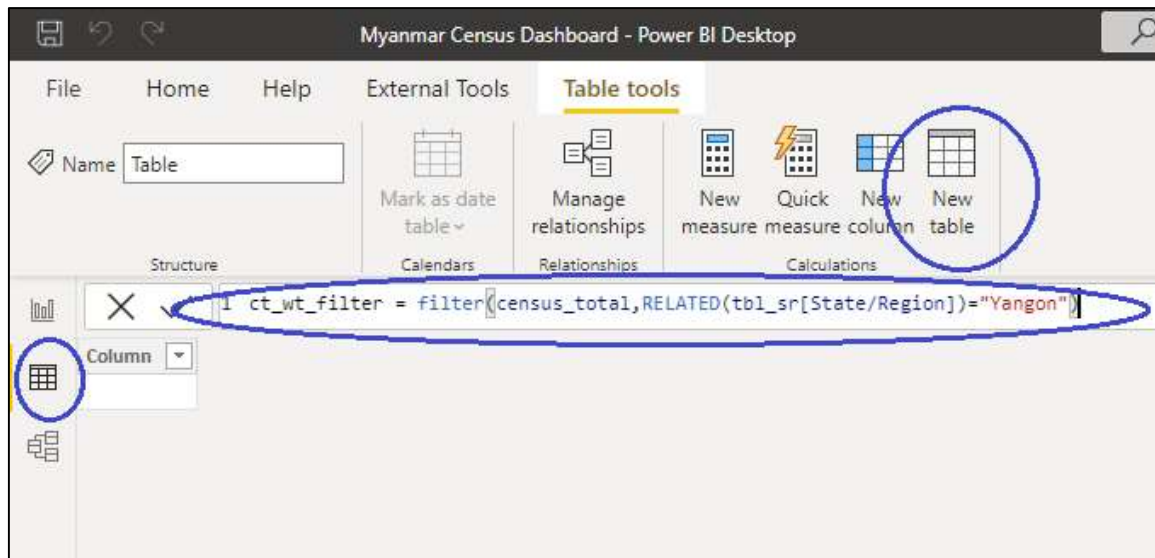 Myanmar Census Dashboard - Power BI Desktop
File Home Help External Tools Table tools
Name Table
Mark as date table
Manage relationships
New measure
Quick measure
New column
New table
Structure
Calendars
Relationships
Calculations
1 ct_wt_filter = filter(census_total,RELATED(tbl_sr[State/Region])="Yangon")
Column